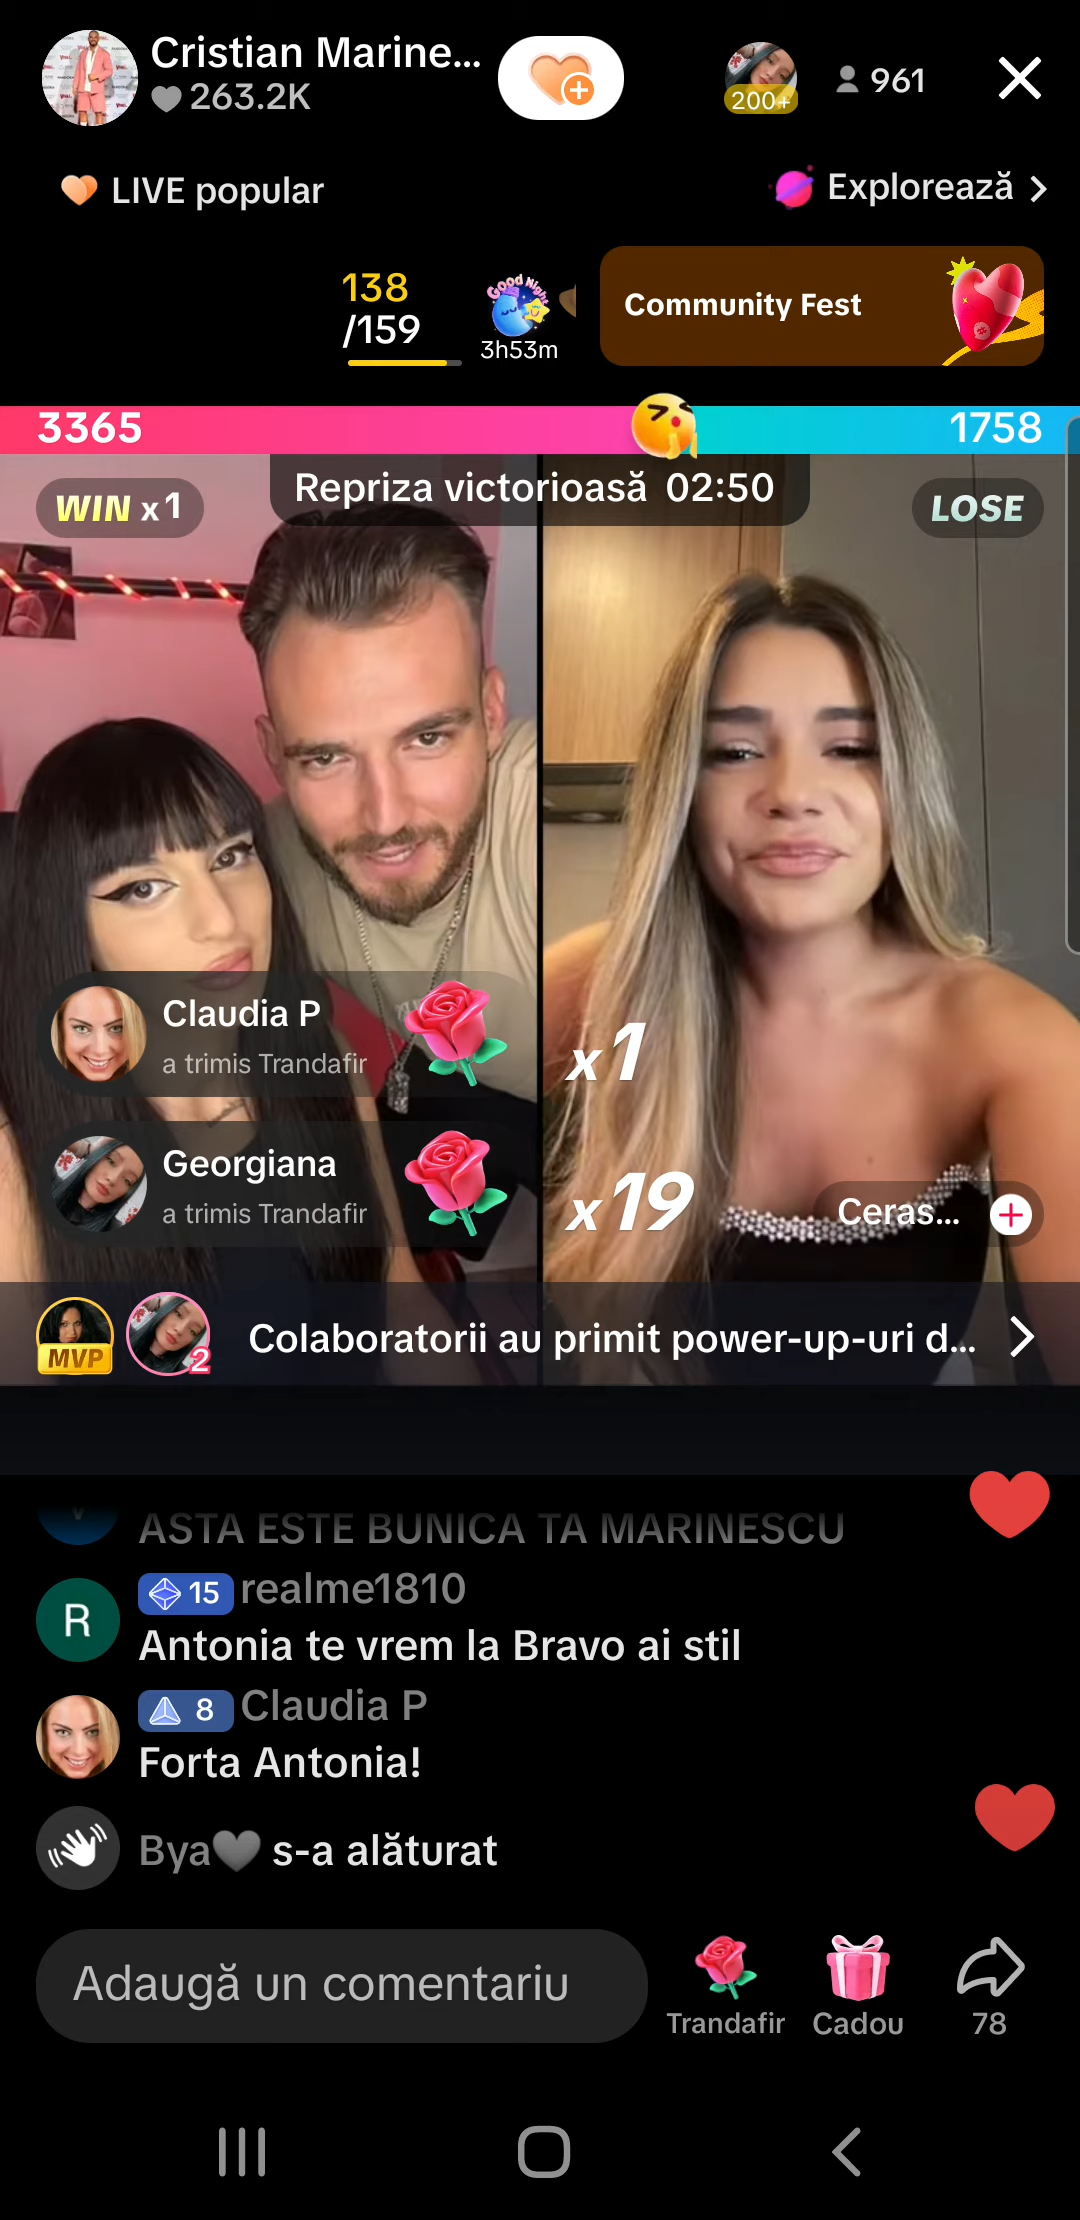 Cristian Marine...
263.2K
200+
961
LIVE popular
Explorează
138
/159
Good Night
3h53m
Community Fest
3365
1758
WIN x1
Repriza victorioasă 02:50
LOSE
Claudia P
a trimis Trandafir
x1
Georgiana
a trimis Trandafir
x19
Ceras...
MVP
2
Colaboratorii au primit power-up-uri d...
ASTA ESTE BUNICA TA MARINESCU
R
15 realme1810
Antonia te vrem la Bravo ai stil
8 Claudia P
Forta Antonia!
Bya🖤 s-a alăturat
Adaugă un comentariu
Trandafir
Cadou
78